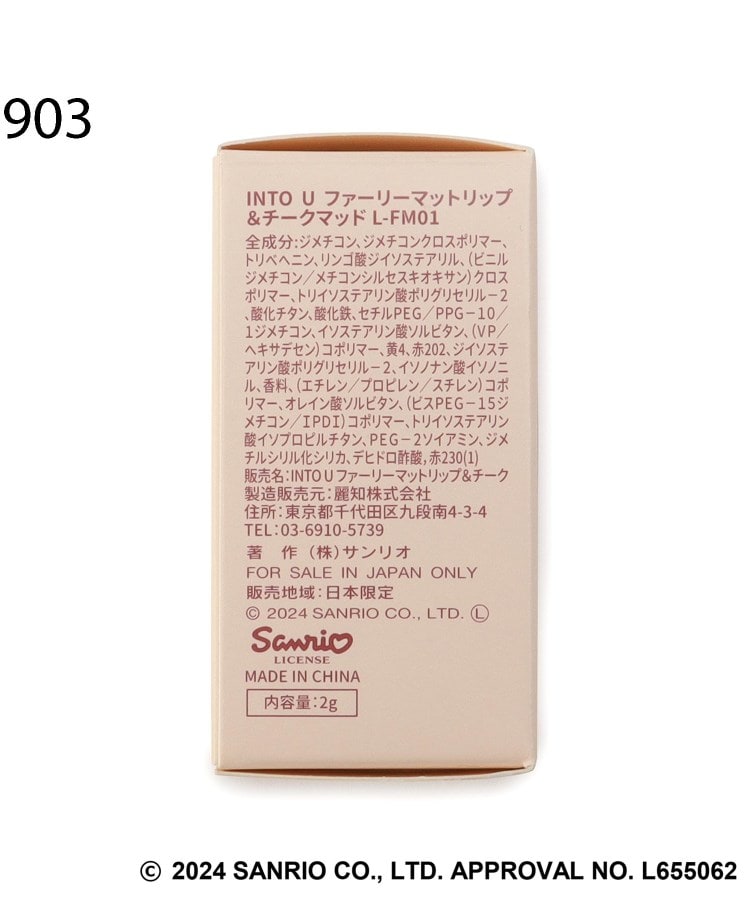 903
INTO U ファーリーマットリップ
&チークマッド L-FM01
全成分:ジメチコン、ジメチコンクロスポリマー、
トリベヘニン、リンゴ酸ジイソステアリル、(ビニル
ジメチコン/メチコンシルセスキオキサン)クロス
ポリマー、トリイソステアリン酸ポリグリセリル-2
、酸化チタン、酸化鉄、セチルPEG/PPG-10/
1ジメチコン、イソステアリン酸ソルビタン、(VP/
ヘキサデセン)コポリマー、黄4、赤202、ジイソステ
アリン酸ポリグリセリル-2、イソノナン酸イソノニ
ル、香料、(エチレン/プロピレン/スチレン)コポ
リマー、オレイン酸ソルビタン、(ビスPEG-15ジ
メチコン/IPDI)コポリマー、トリイソステアリン
酸イソプロピルチタン、PEG-2ソイアミン、ジメ
チルシリル化シリカ、デヒドロ酢酸,赤230(1)
販売名:INTO U ファーリーマットリップ&チーク
製造販売元:麗知株式会社
住所:東京都千代田区九段南4-3-4
TEL:03-6910-5739
著 作 (株)サンリオ
FOR SALE IN JAPAN ONLY
販売地域:日本限定
© 2024 SANRIO CO., LTD. Ⓛ
Sanrio
LICENSE
MADE IN CHINA
内容量:2g
© 2024 SANRIO CO., LTD. APPROVAL NO. L655062